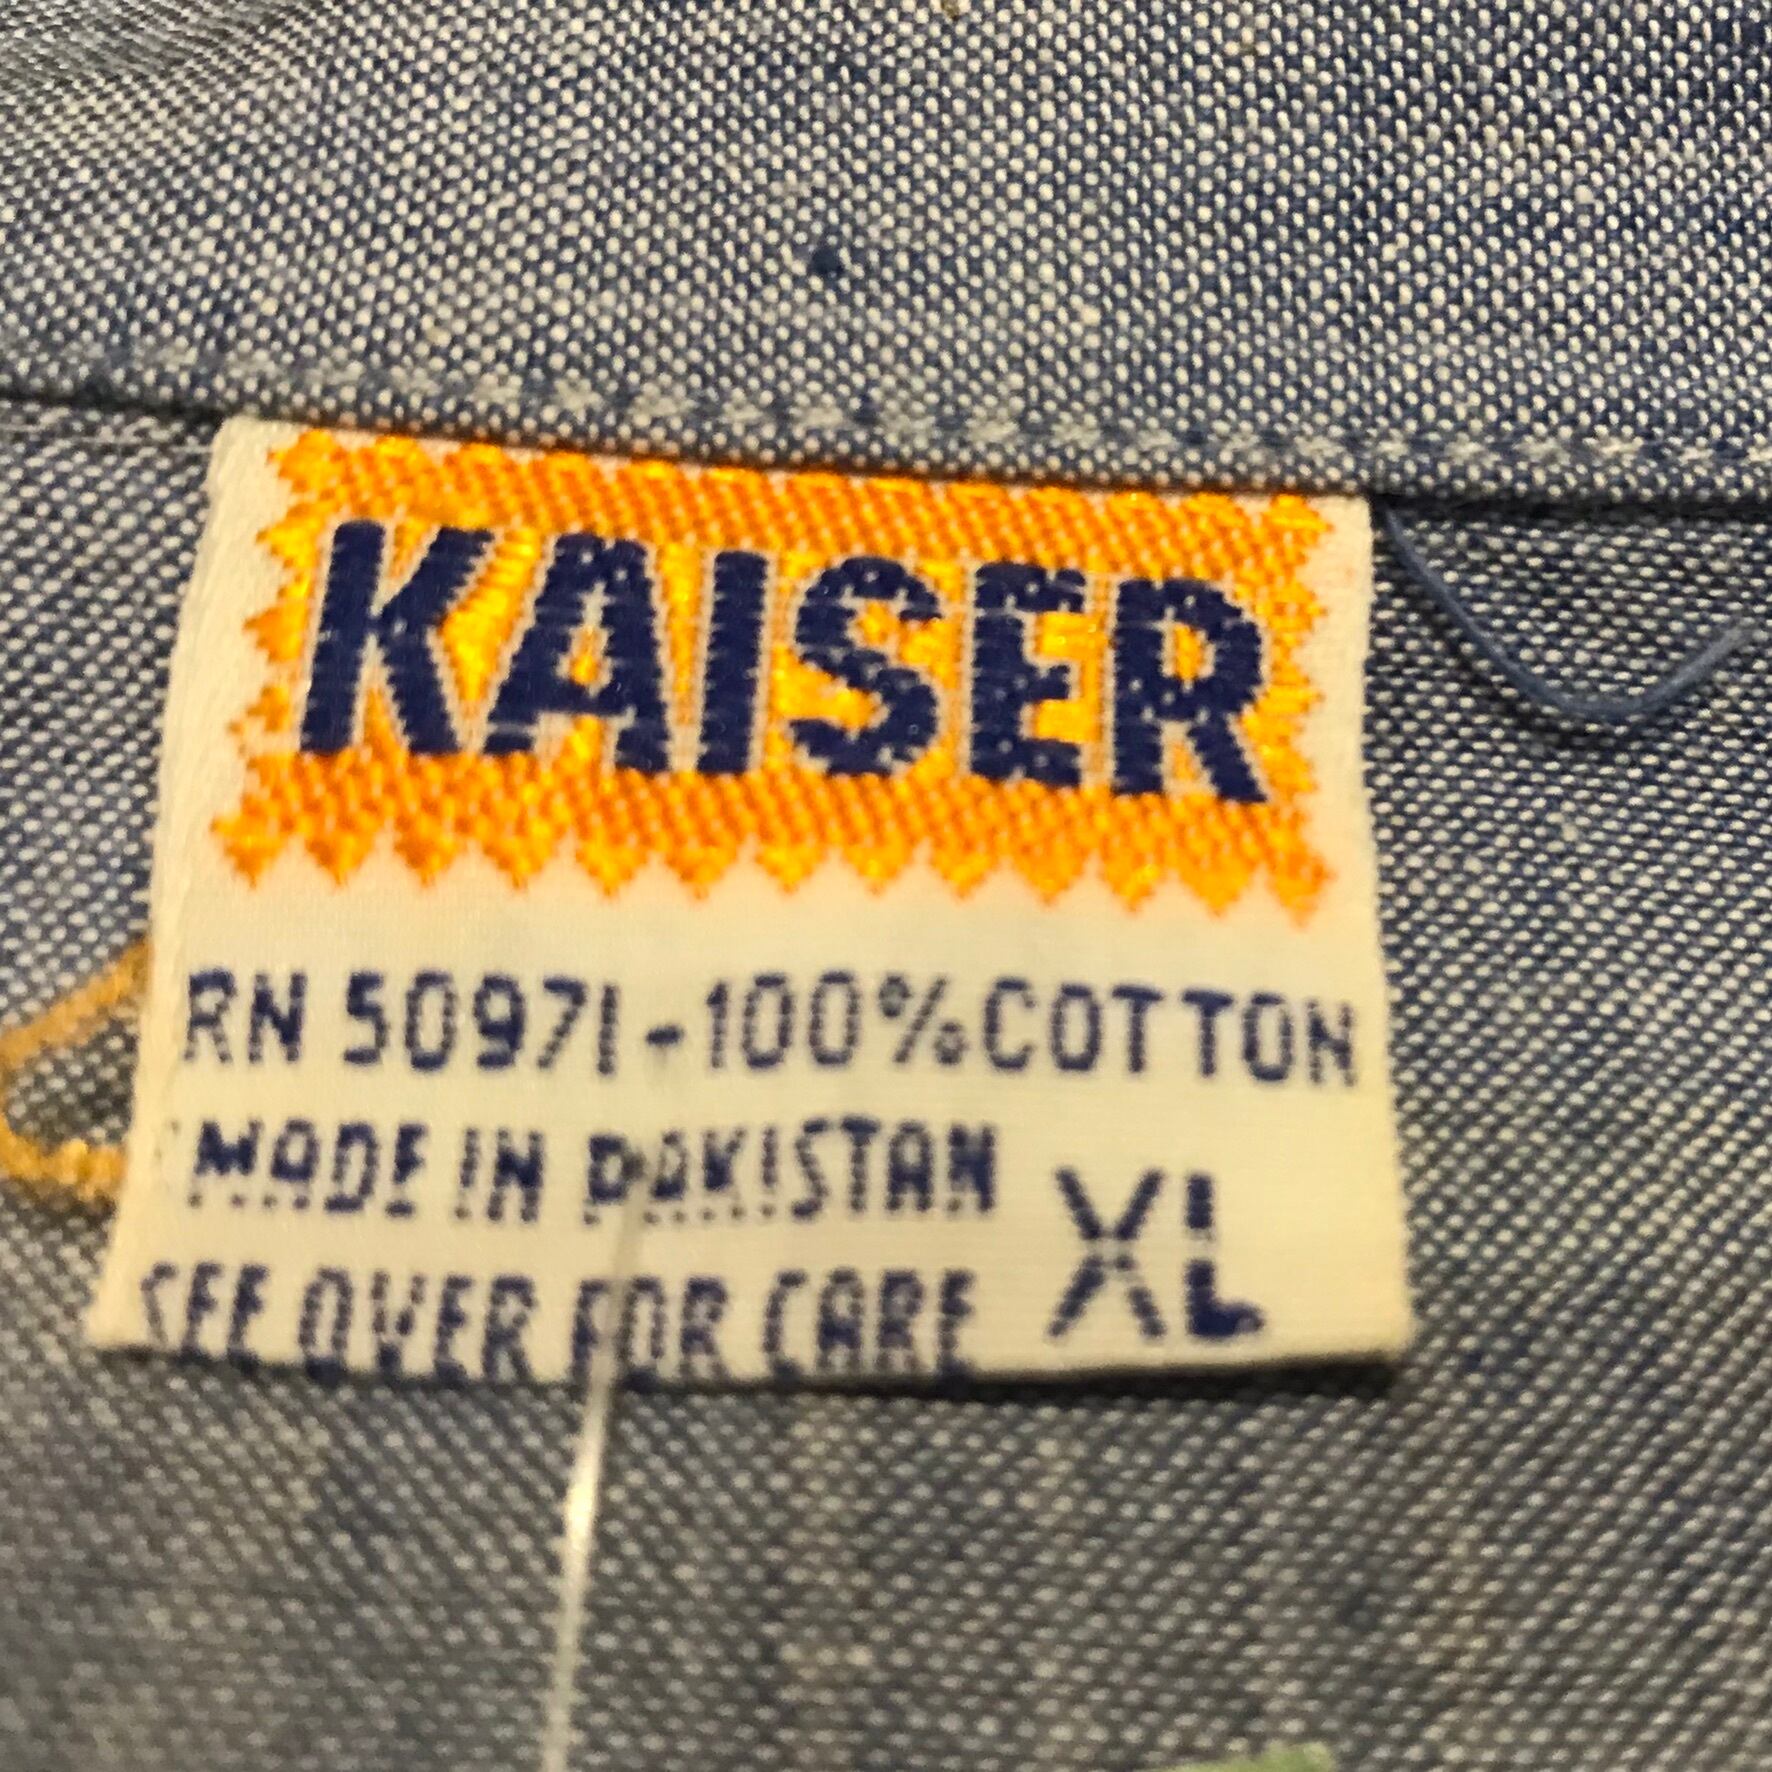 KAISER
RN 50971-100% COTTON
MADE IN PAKISTAN
XL
SEE OVER FOR CARE